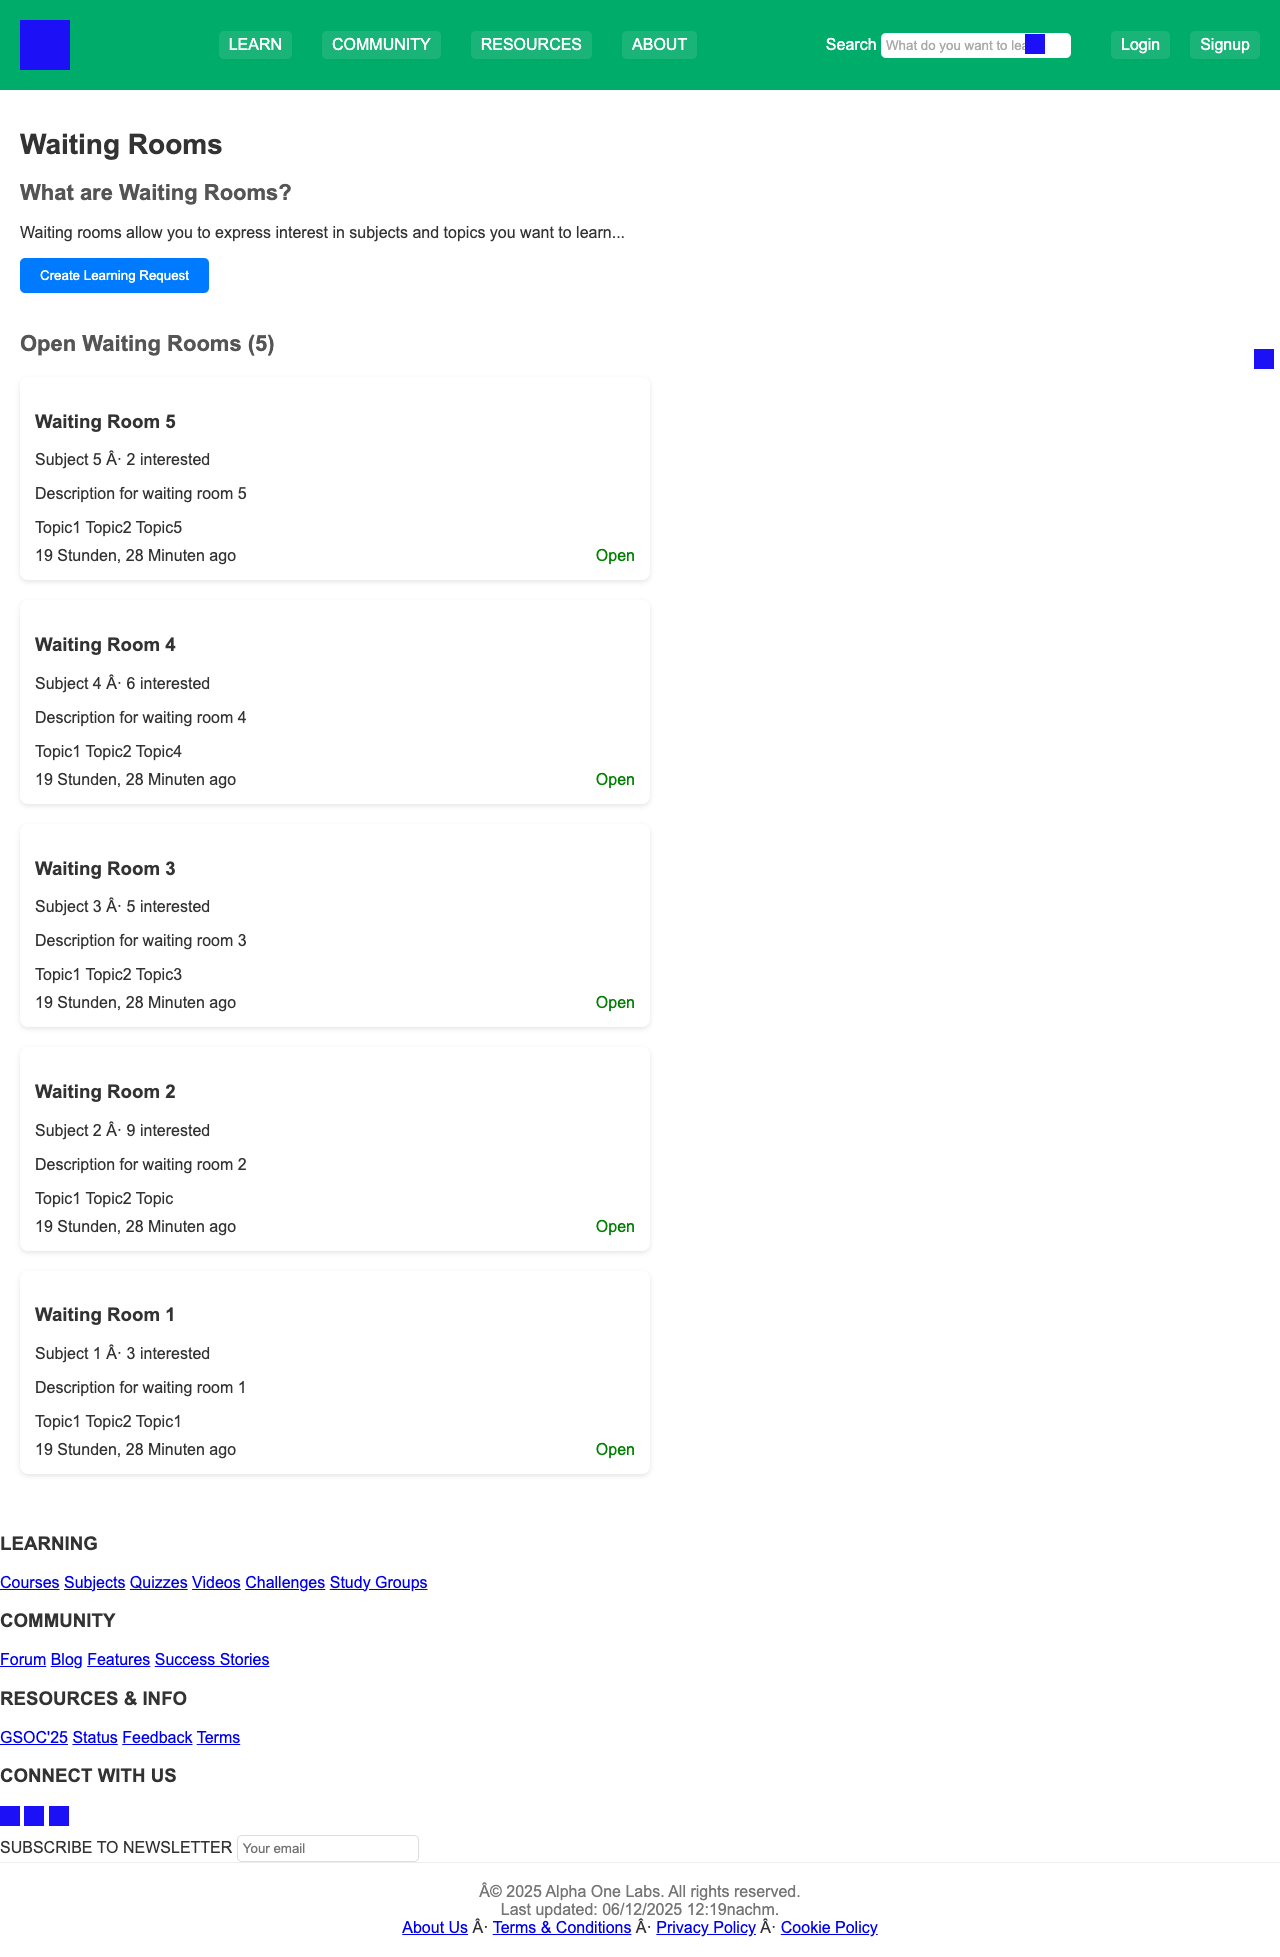 LEARN COMMUNITY RESOURCES ABOUT Search What do you want to lea Login Signup
Waiting Rooms
What are Waiting Rooms?
Waiting rooms allow you to express interest in subjects and topics you want to learn...
Create Learning Request
Open Waiting Rooms (5)
Waiting Room 5
Subject 5 Â· 2 interested
Description for waiting room 5
Topic1 Topic2 Topic5
19 Stunden, 28 Minuten ago Open
Waiting Room 4
Subject 4 Â· 6 interested
Description for waiting room 4
Topic1 Topic2 Topic4
19 Stunden, 28 Minuten ago Open
Waiting Room 3
Subject 3 Â· 5 interested
Description for waiting room 3
Topic1 Topic2 Topic3
19 Stunden, 28 Minuten ago Open
Waiting Room 2
Subject 2 Â· 9 interested
Description for waiting room 2
Topic1 Topic2 Topic
19 Stunden, 28 Minuten ago Open
Waiting Room 1
Subject 1 Â· 3 interested
Description for waiting room 1
Topic1 Topic2 Topic1
19 Stunden, 28 Minuten ago Open
LEARNING
Courses Subjects Quizzes Videos Challenges Study Groups
COMMUNITY
Forum Blog Features Success Stories
RESOURCES & INFO
GSOC'25 Status Feedback Terms
CONNECT WITH US
SUBSCRIBE TO NEWSLETTER Your email
Â© 2025 Alpha One Labs. All rights reserved.
Last updated: 06/12/2025 12:19nachm.
About Us Â· Terms & Conditions Â· Privacy Policy Â· Cookie Policy